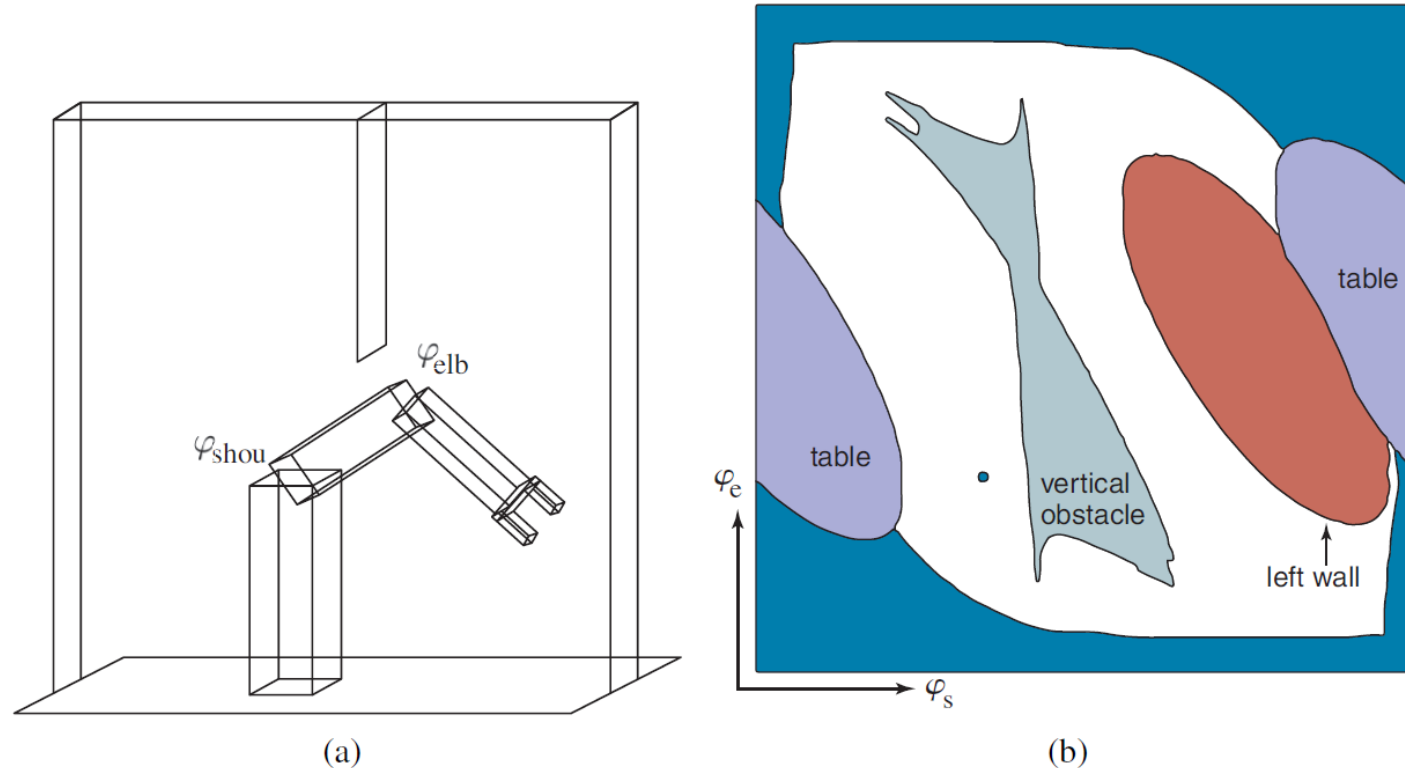 φelb
φshou
(a)
table
table
vertical
obstacle
left wall
φe
φs
(b)